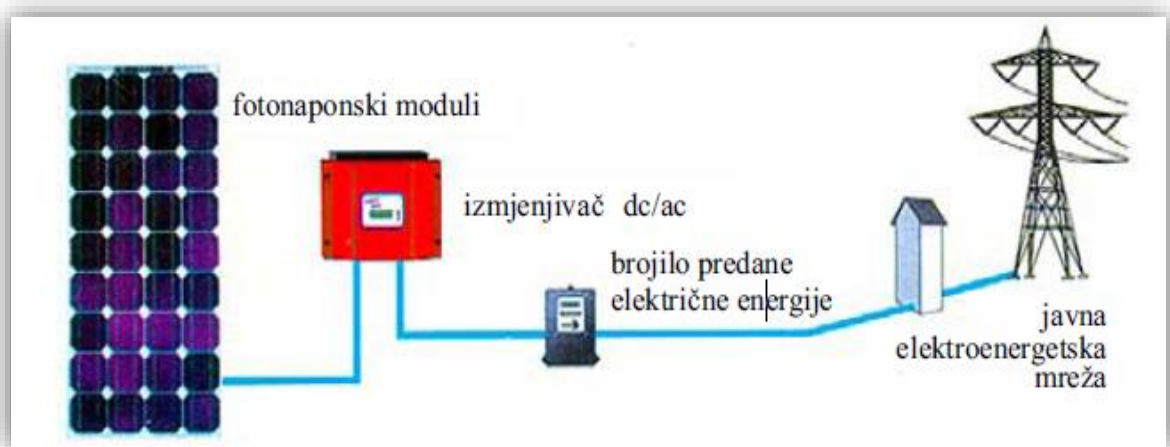 fotonaponski moduli
izmjenjivač dc/ac
brojilo predane
električne energije
javna
elektroenergetska
mreža